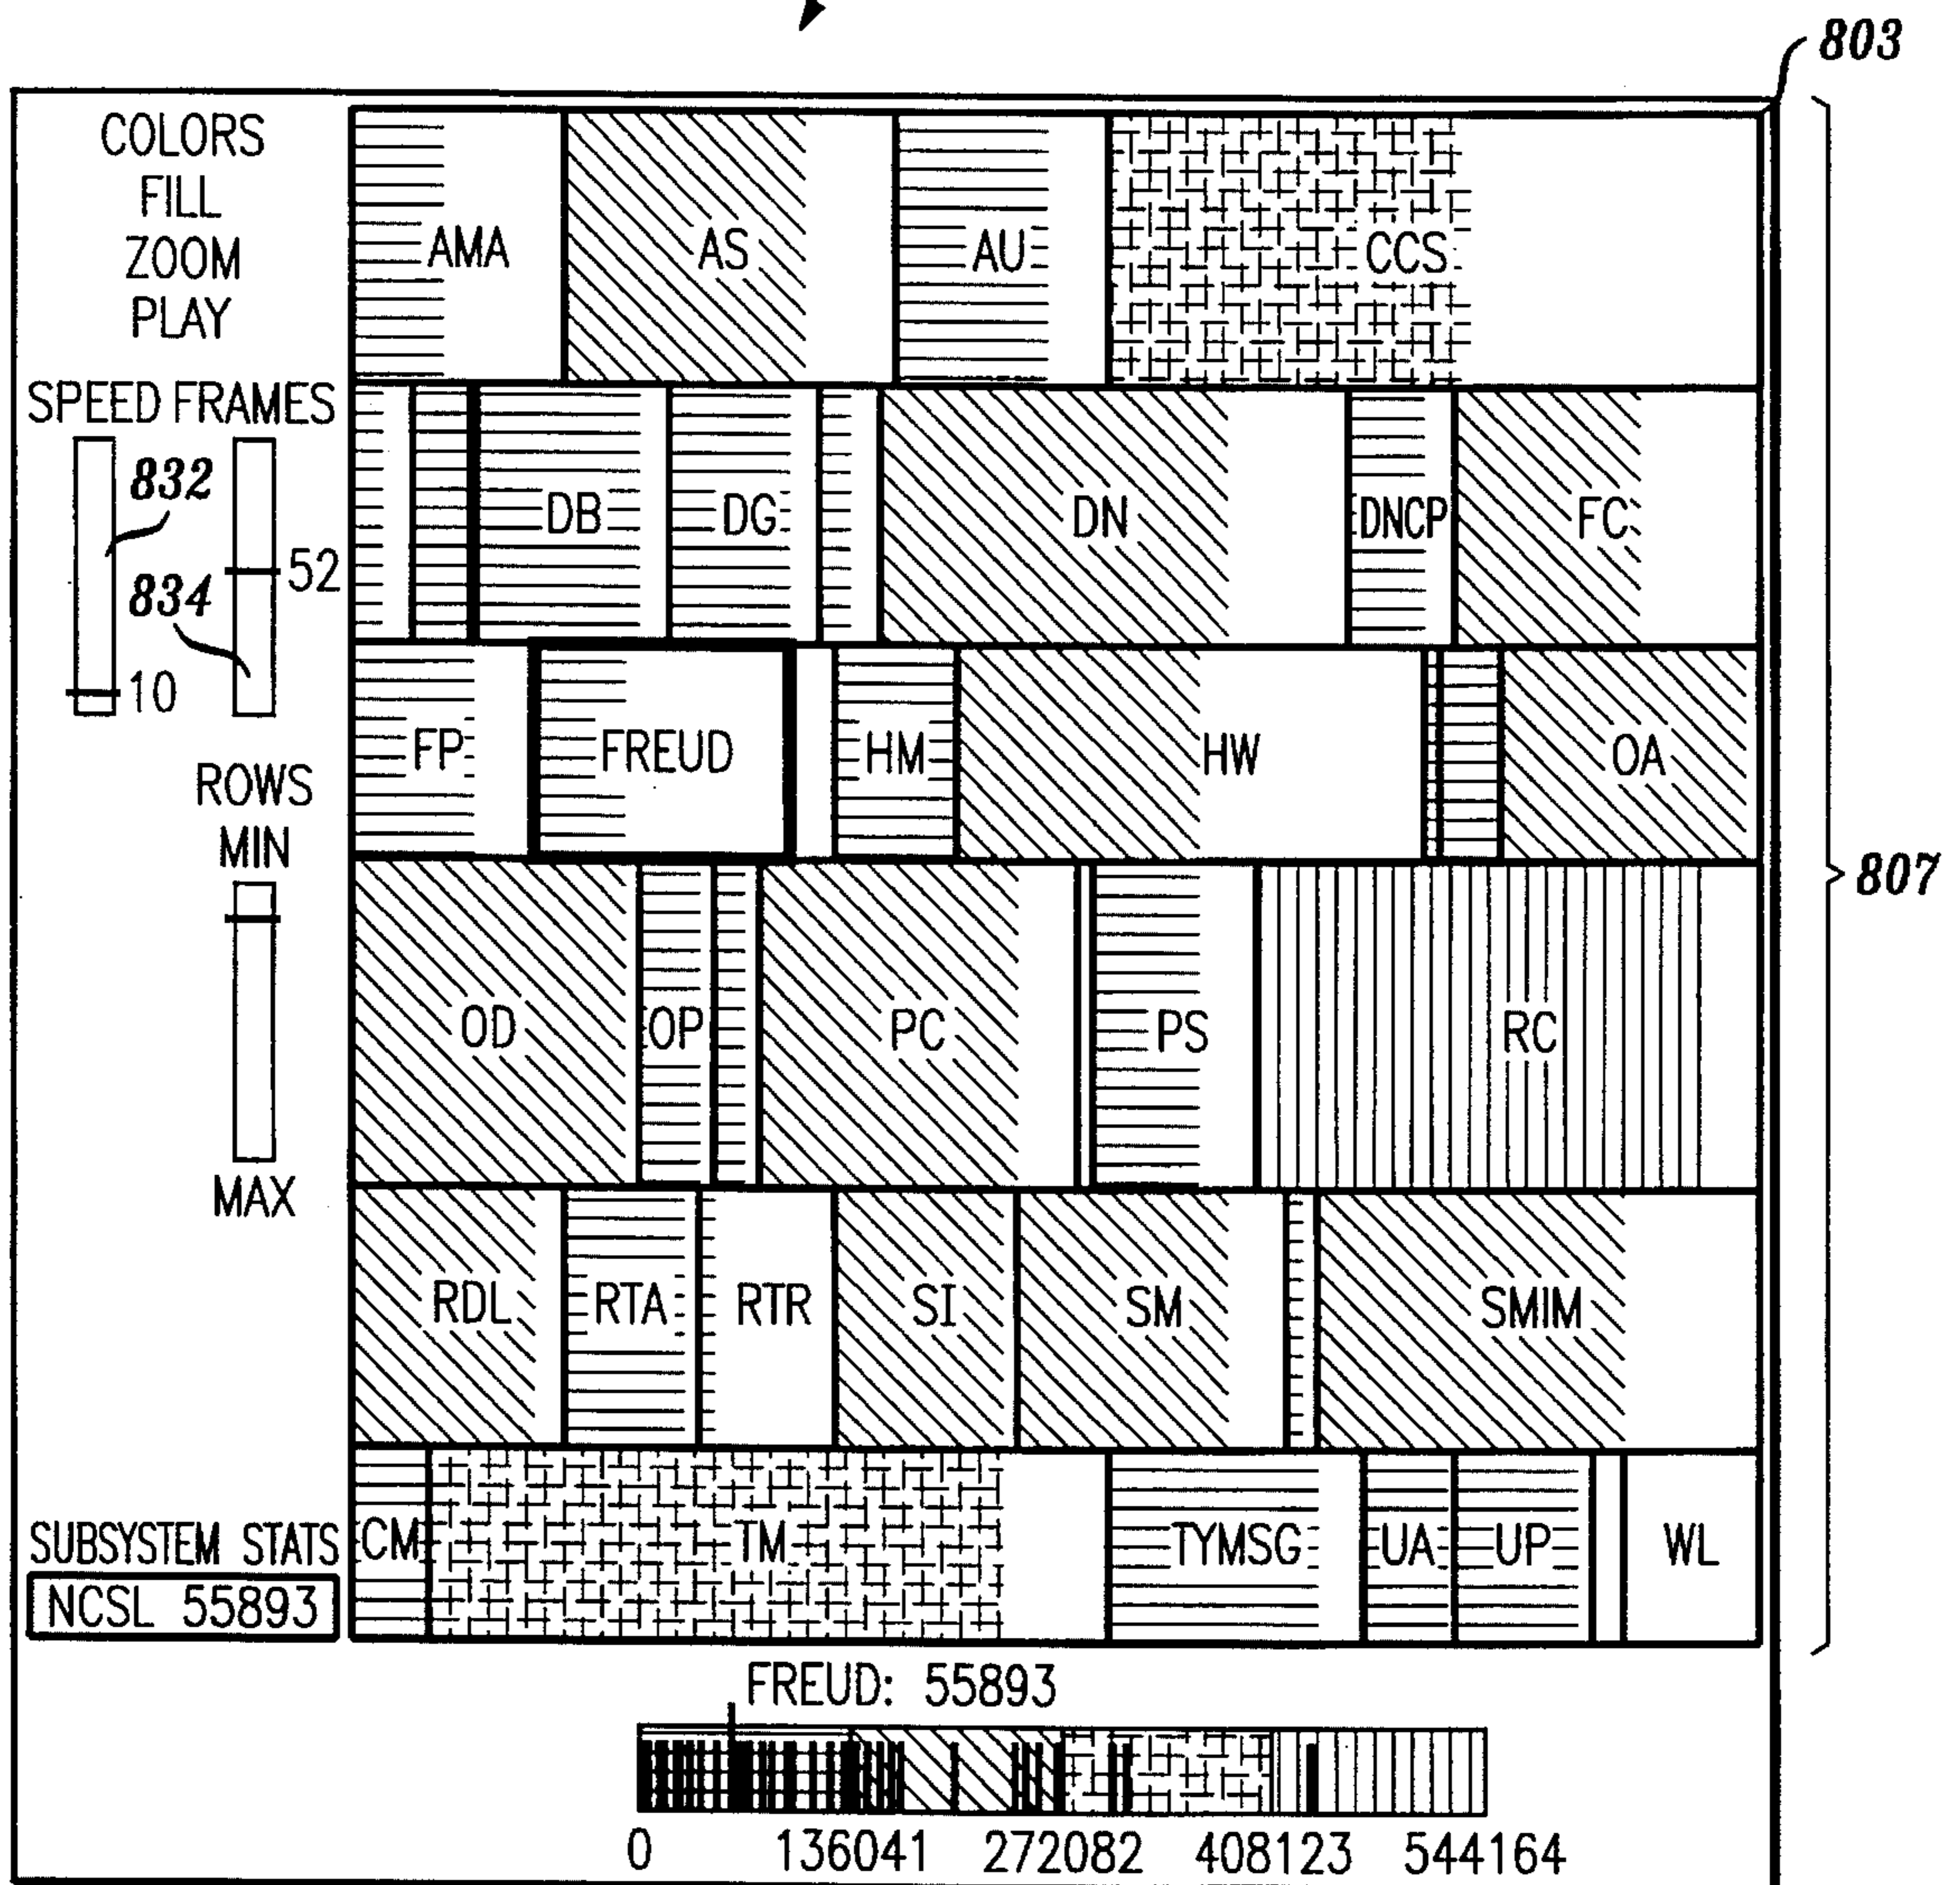 803
COLORS
FILL
ZOOM
PLAY
AMA AS AU CCS
SPEED FRAMES
832
52
834
10
DB DG DN DNCP FC
FP FREUD HM HW OA
ROWS
MIN
MAX
807
OD OP PC PS RC
RDL RTA RTR SI SM SMIM
CM TM TYMSG UA UP WL
SUBSYSTEM STATS
NCSL 55893
FREUD: 55893
0 136041 272082 408123 544164